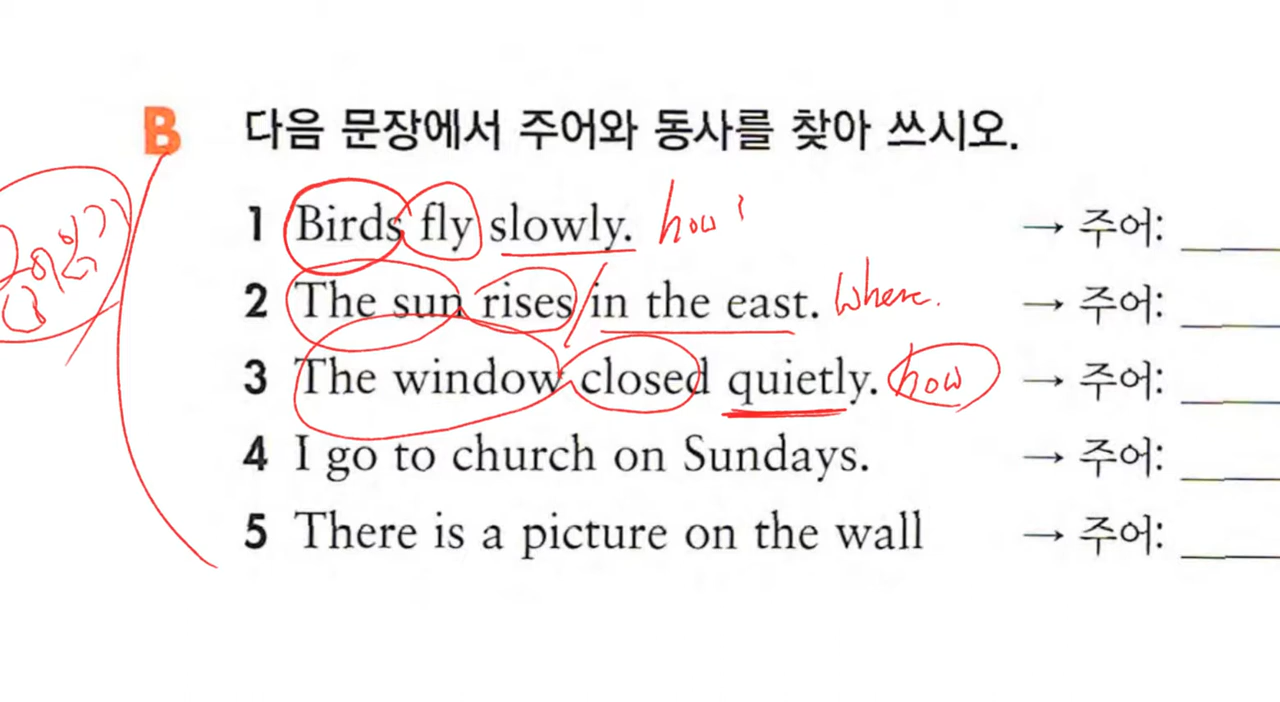 B 다음 문장에서 주어와 동사를 찾아 쓰시오.
1 Birds fly slowly. how → 주어:
2 The sun rises in the east. where. → 주어:
3 The window closed quietly. how → 주어:
4 I go to church on Sundays. → 주어:
5 There is a picture on the wall → 주어: